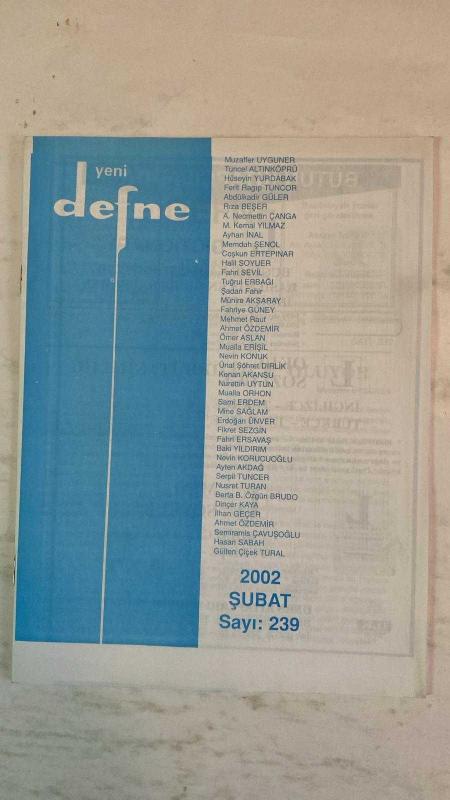 yeni
defne
Muzaffer UYGUNER
Tuncel ALTINKÖPRÜ
Hüseyin YURDABAK
Ferit Ragıp TUNCOR
Abdülkadir GÜLER
Rıza BEŞER
A. Necmettin ÇANGA
M. Kemal YILMAZ
Ayhan İNAL
Memduh ŞENOL
Coşkun ERTEPINAR
Halil SOYUER
Fahri SEVİL
Tuğrul ERBAĞI
Şadan Fahir
Münire AKSARAY
Fahriye GÜNEY
Mehmet Rauf
Ahmet ÖZDEMİR
Ömer ASLAN
Mualla ERİŞİL
Nevin KONUK
Ünal Şöhret DİRLİK
Kenan AKANSU
Nurettin UYTUN
Mualla ORHON
Sami ERDEM
Mine SAĞLAM
Erdoğan ÜNVER
Fikret SEZGİN
Fahri ERSAVAŞ
Baki YILDIRIM
Nevin KORUCUOĞLU
Ayten AKDAĞ
Serpil TUNCER
Nusret TURAN
Berta B. Özgün BRUDO
Dinçer KAYA
İlhan GEÇER
Ahmet ÖZDEMİR
Semiramis ÇAVUŞOĞLU
Hasan SABAH
Gülten Çiçek TURAL
2002
ŞUBAT
Sayı: 239